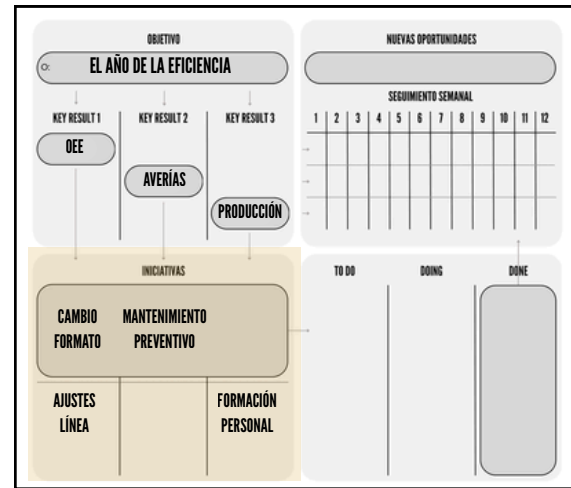 OBJETIVO
O: EL AÑO DE LA EFICIENCIA
KEY RESULT 1 KEY RESULT 2 KEY RESULT 3
OEE
AVERÍAS
PRODUCCIÓN
NUEVAS OPORTUNIDADES
SEGUIMIENTO SEMANAL
1 2 3 4 5 6 7 8 9 10 11 12
INICIATIVAS
CAMBIO MANTENIMIENTO
FORMATO PREVENTIVO
AJUSTES FORMACIÓN
LÍNEA PERSONAL
TO DO DOING DONE